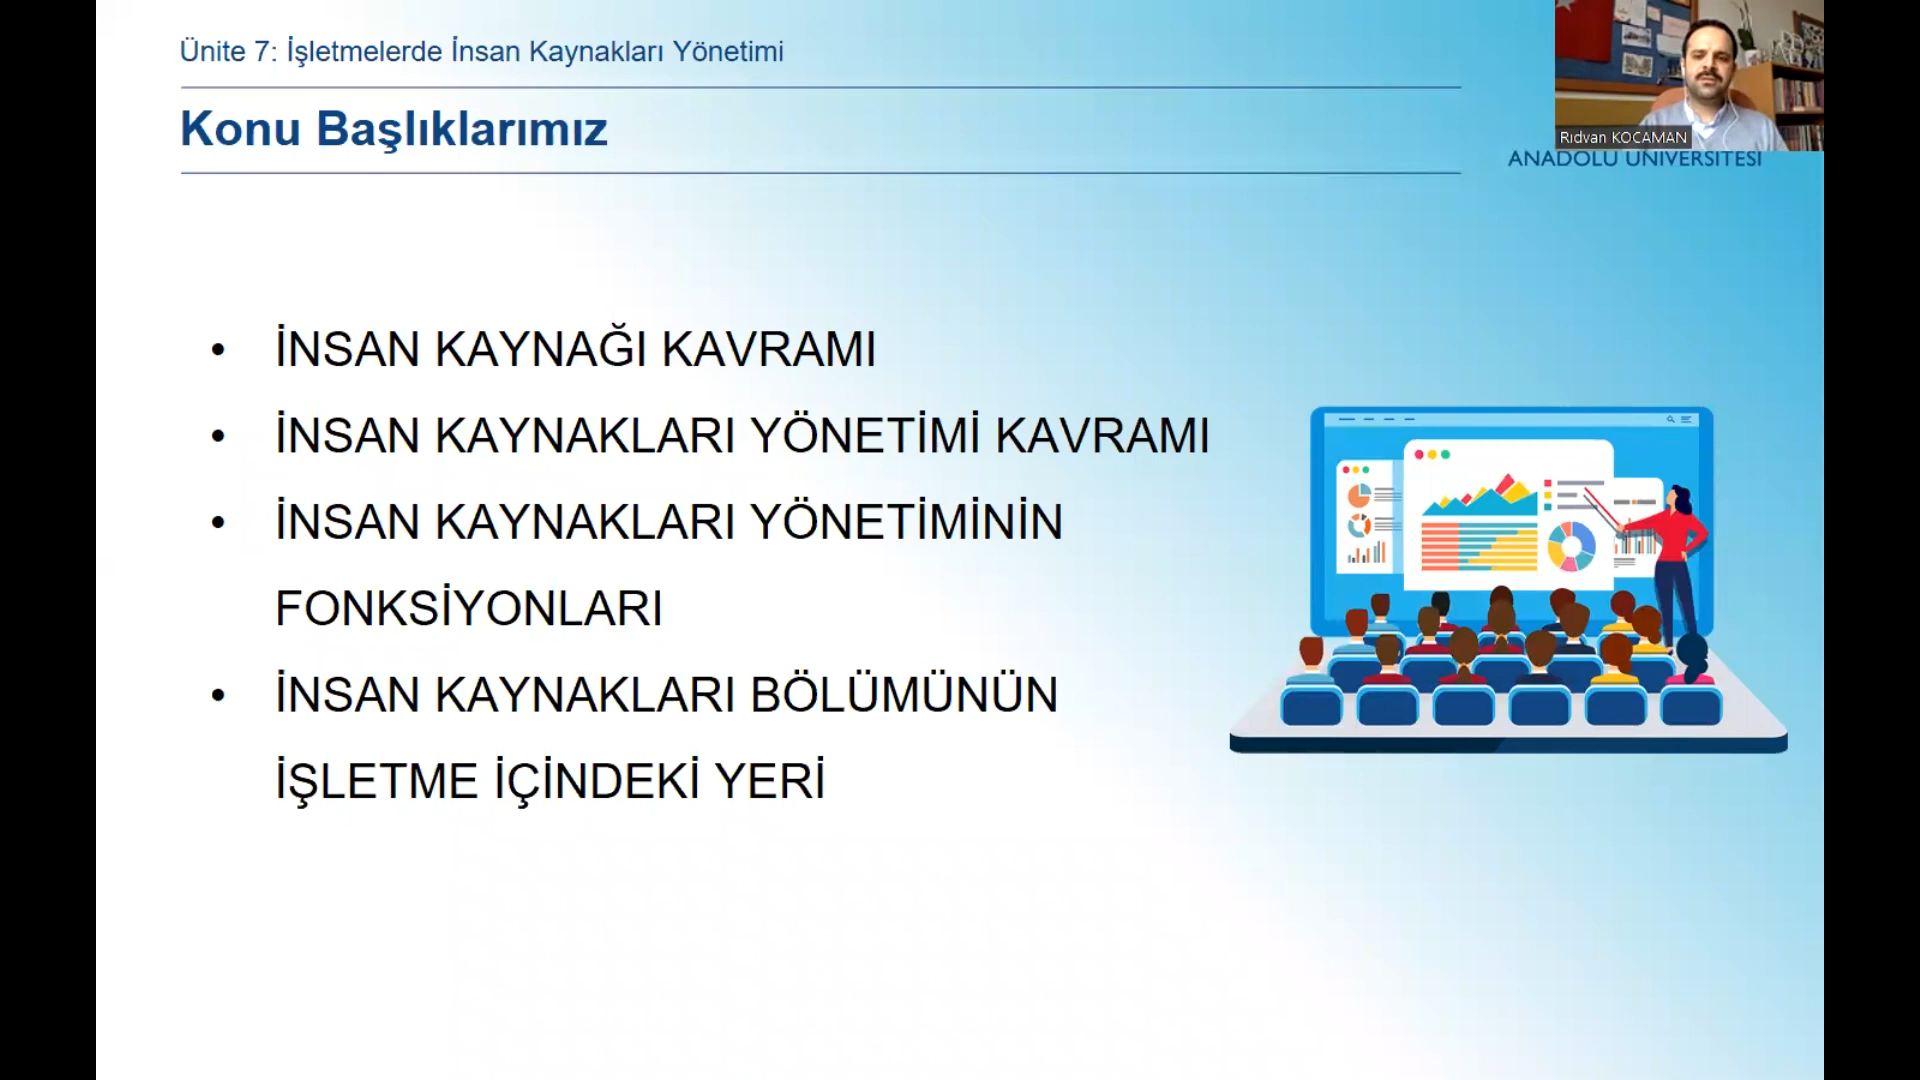 Ünite 7: İşletmelerde İnsan Kaynakları Yönetimi
Konu Başlıklarımız
Rıdvan KOCAMAN
ANADOLU ÜNİVERSİTESİ
• İNSAN KAYNAĞI KAVRAMI
• İNSAN KAYNAKLARI YÖNETİMİ KAVRAMI
• İNSAN KAYNAKLARI YÖNETİMİNİN
FONKSİYONLARI
• İNSAN KAYNAKLARI BÖLÜMÜNÜN
İŞLETME İÇİNDEKİ YERİ